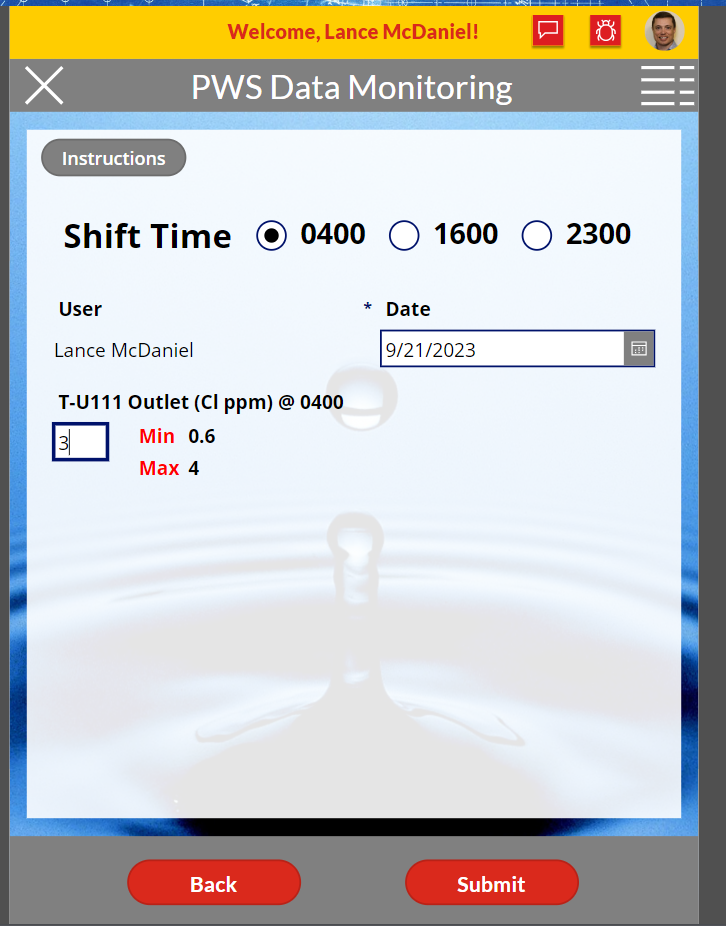 Welcome, Lance McDaniel!
PWS Data Monitoring
Instructions
Shift Time 0400 1600 2300
User * Date
Lance McDaniel 9/21/2023
T-U111 Outlet (Cl ppm) @ 0400
3 Min 0.6
Max 4
Back Submit